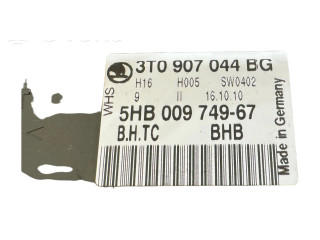 3T0 907 044 BG
H16 H005 SW0402
9 II 16.10.10
WHS
5HB 009 749-67
B.H.TC BHB
Made in Germany